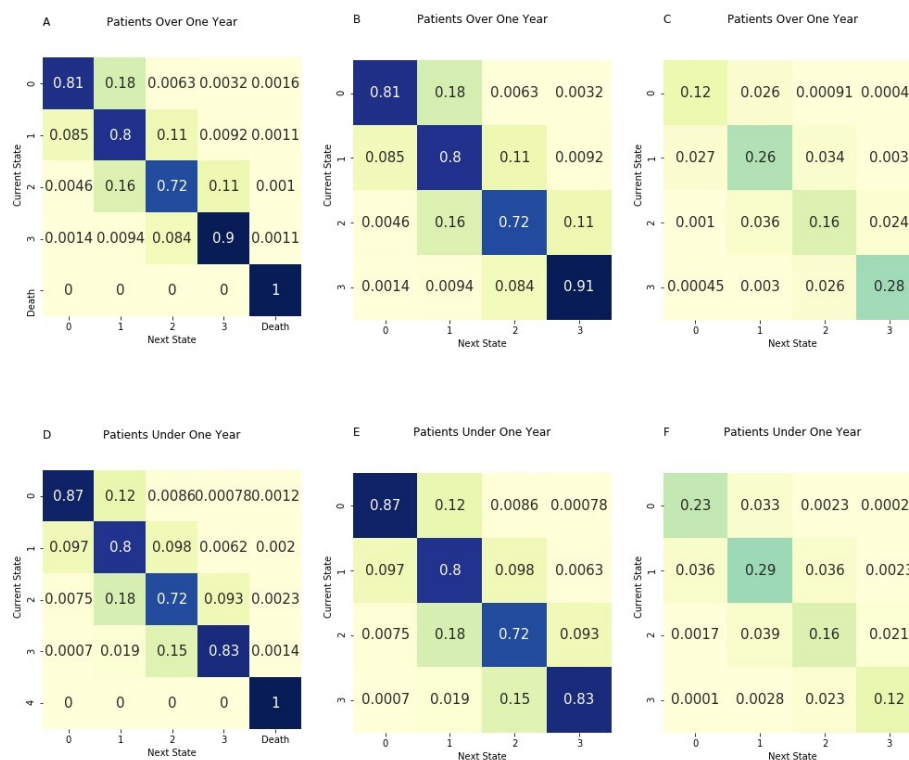 A Patients Over One Year
0 0.81 0.18 0.0063 0.0032 0.0016
1 0.085 0.8 0.11 0.0092 0.0011
2 0.0046 0.16 0.72 0.11 0.001
3 0.0014 0.0094 0.084 0.9 0.0011
Death 0 0 0 0 1
0 1 2 3 Death
Current State
Next State
B Patients Over One Year
0 0.81 0.18 0.0063 0.0032
1 0.085 0.8 0.11 0.0092
2 0.0046 0.16 0.72 0.11
3 0.0014 0.0094 0.084 0.91
0 1 2 3
Current State
Next State
C Patients Over One Year
0 0.12 0.026 0.00091 0.0004
1 0.027 0.26 0.034 0.003
2 0.001 0.036 0.16 0.024
3 0.00045 0.003 0.026 0.28
0 1 2 3
Current State
Next State
D Patients Under One Year
0 0.87 0.12 0.0086 0.00078 0.0012
1 0.097 0.8 0.098 0.0062 0.002
2 0.0075 0.18 0.72 0.093 0.0023
3 0.0007 0.019 0.15 0.83 0.0014
4 0 0 0 0 1
0 1 2 3 Death
Current State
Next State
E Patients Under One Year
0 0.87 0.12 0.0086 0.00078
1 0.097 0.8 0.098 0.0063
2 0.0075 0.18 0.72 0.093
3 0.0007 0.019 0.15 0.83
0 1 2 3
Current State
Next State
F Patients Under One Year
0 0.23 0.033 0.0023 0.0002
1 0.036 0.29 0.036 0.0023
2 0.0017 0.039 0.16 0.021
3 0.0001 0.0028 0.023 0.12
0 1 2 3
Current State
Next State